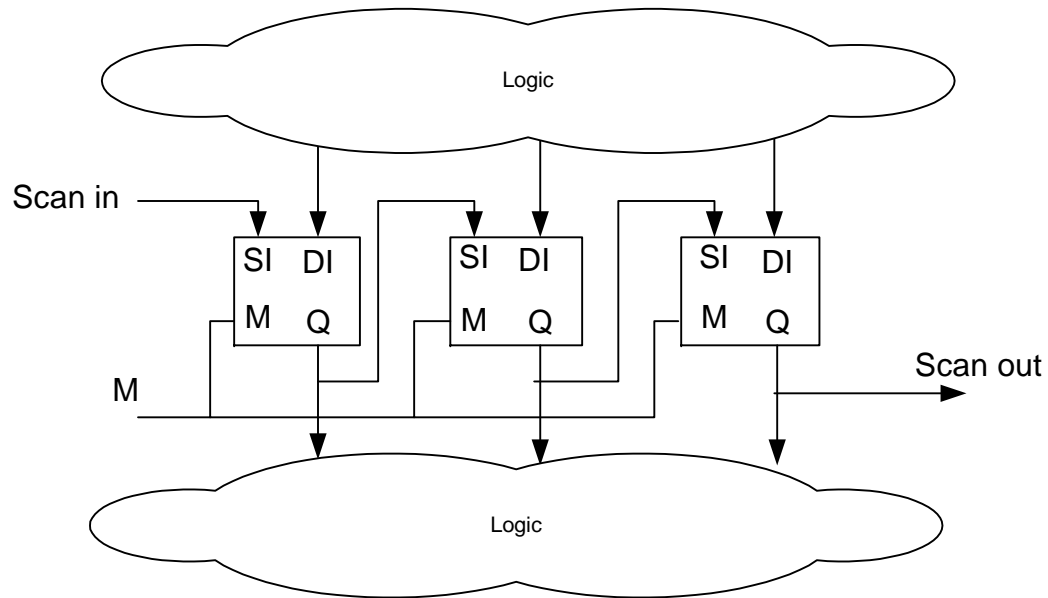 Logic
Scan in
SI DI
M Q
SI DI
M Q
SI DI
M Q
M
Scan out
Logic